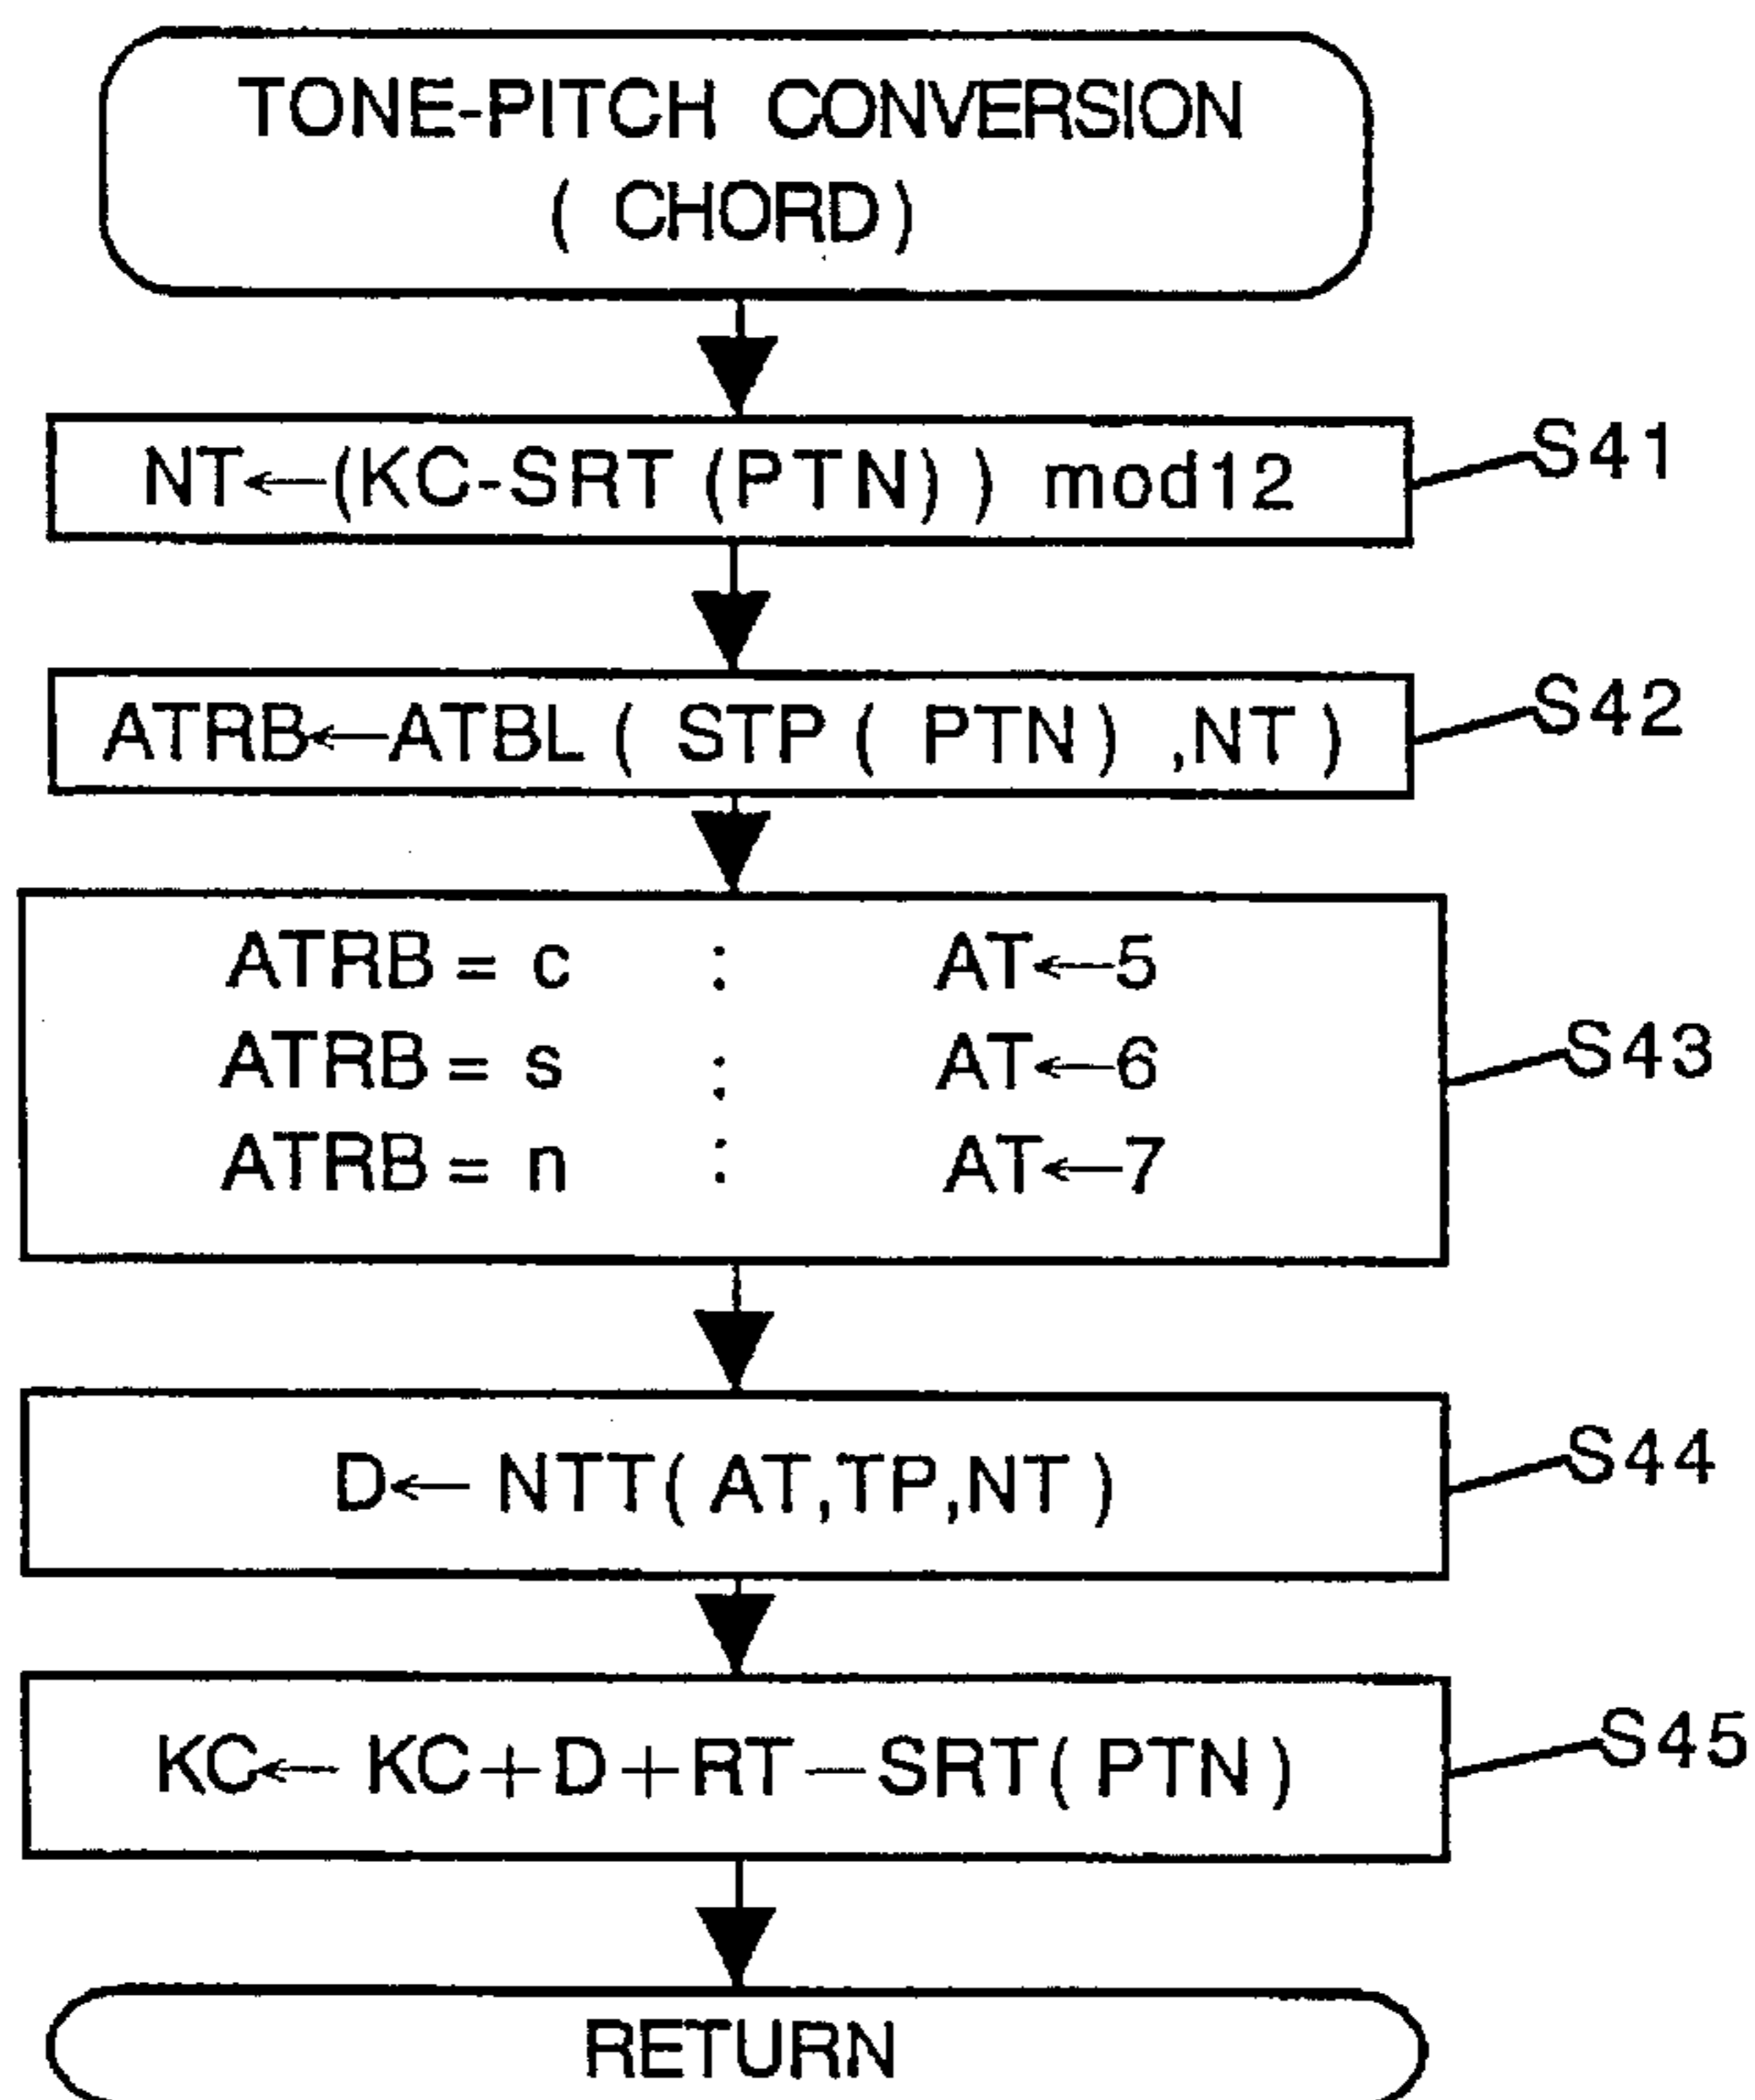 TONE-PITCH CONVERSION
( CHORD)
NT←(KC-SRT (PTN) ) mod12
S41
ATRB←ATBL ( STP ( PTN) ,NT )
S42
ATRB = c : AT←5
ATRB = s : AT←6
ATRB = n : AT←7
S43
D← NTT( AT,TP,NT )
S44
KC← KC+D+RT-SRT( PTN )
S45
RETURN